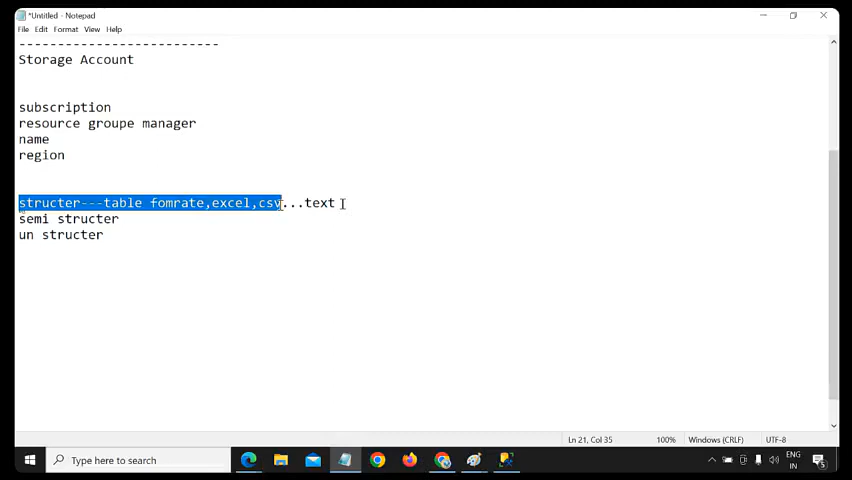 *Untitled - Notepad
File Edit Format View Help
--------------------------
Storage Account
subscription
resource groupe manager
name
region
structer---table fomrate,excel,csv...text
semi structer
un structer
Ln 21, Col 35 100% Windows (CRLF) UTF-8
Type here to search
ENG
IN
5